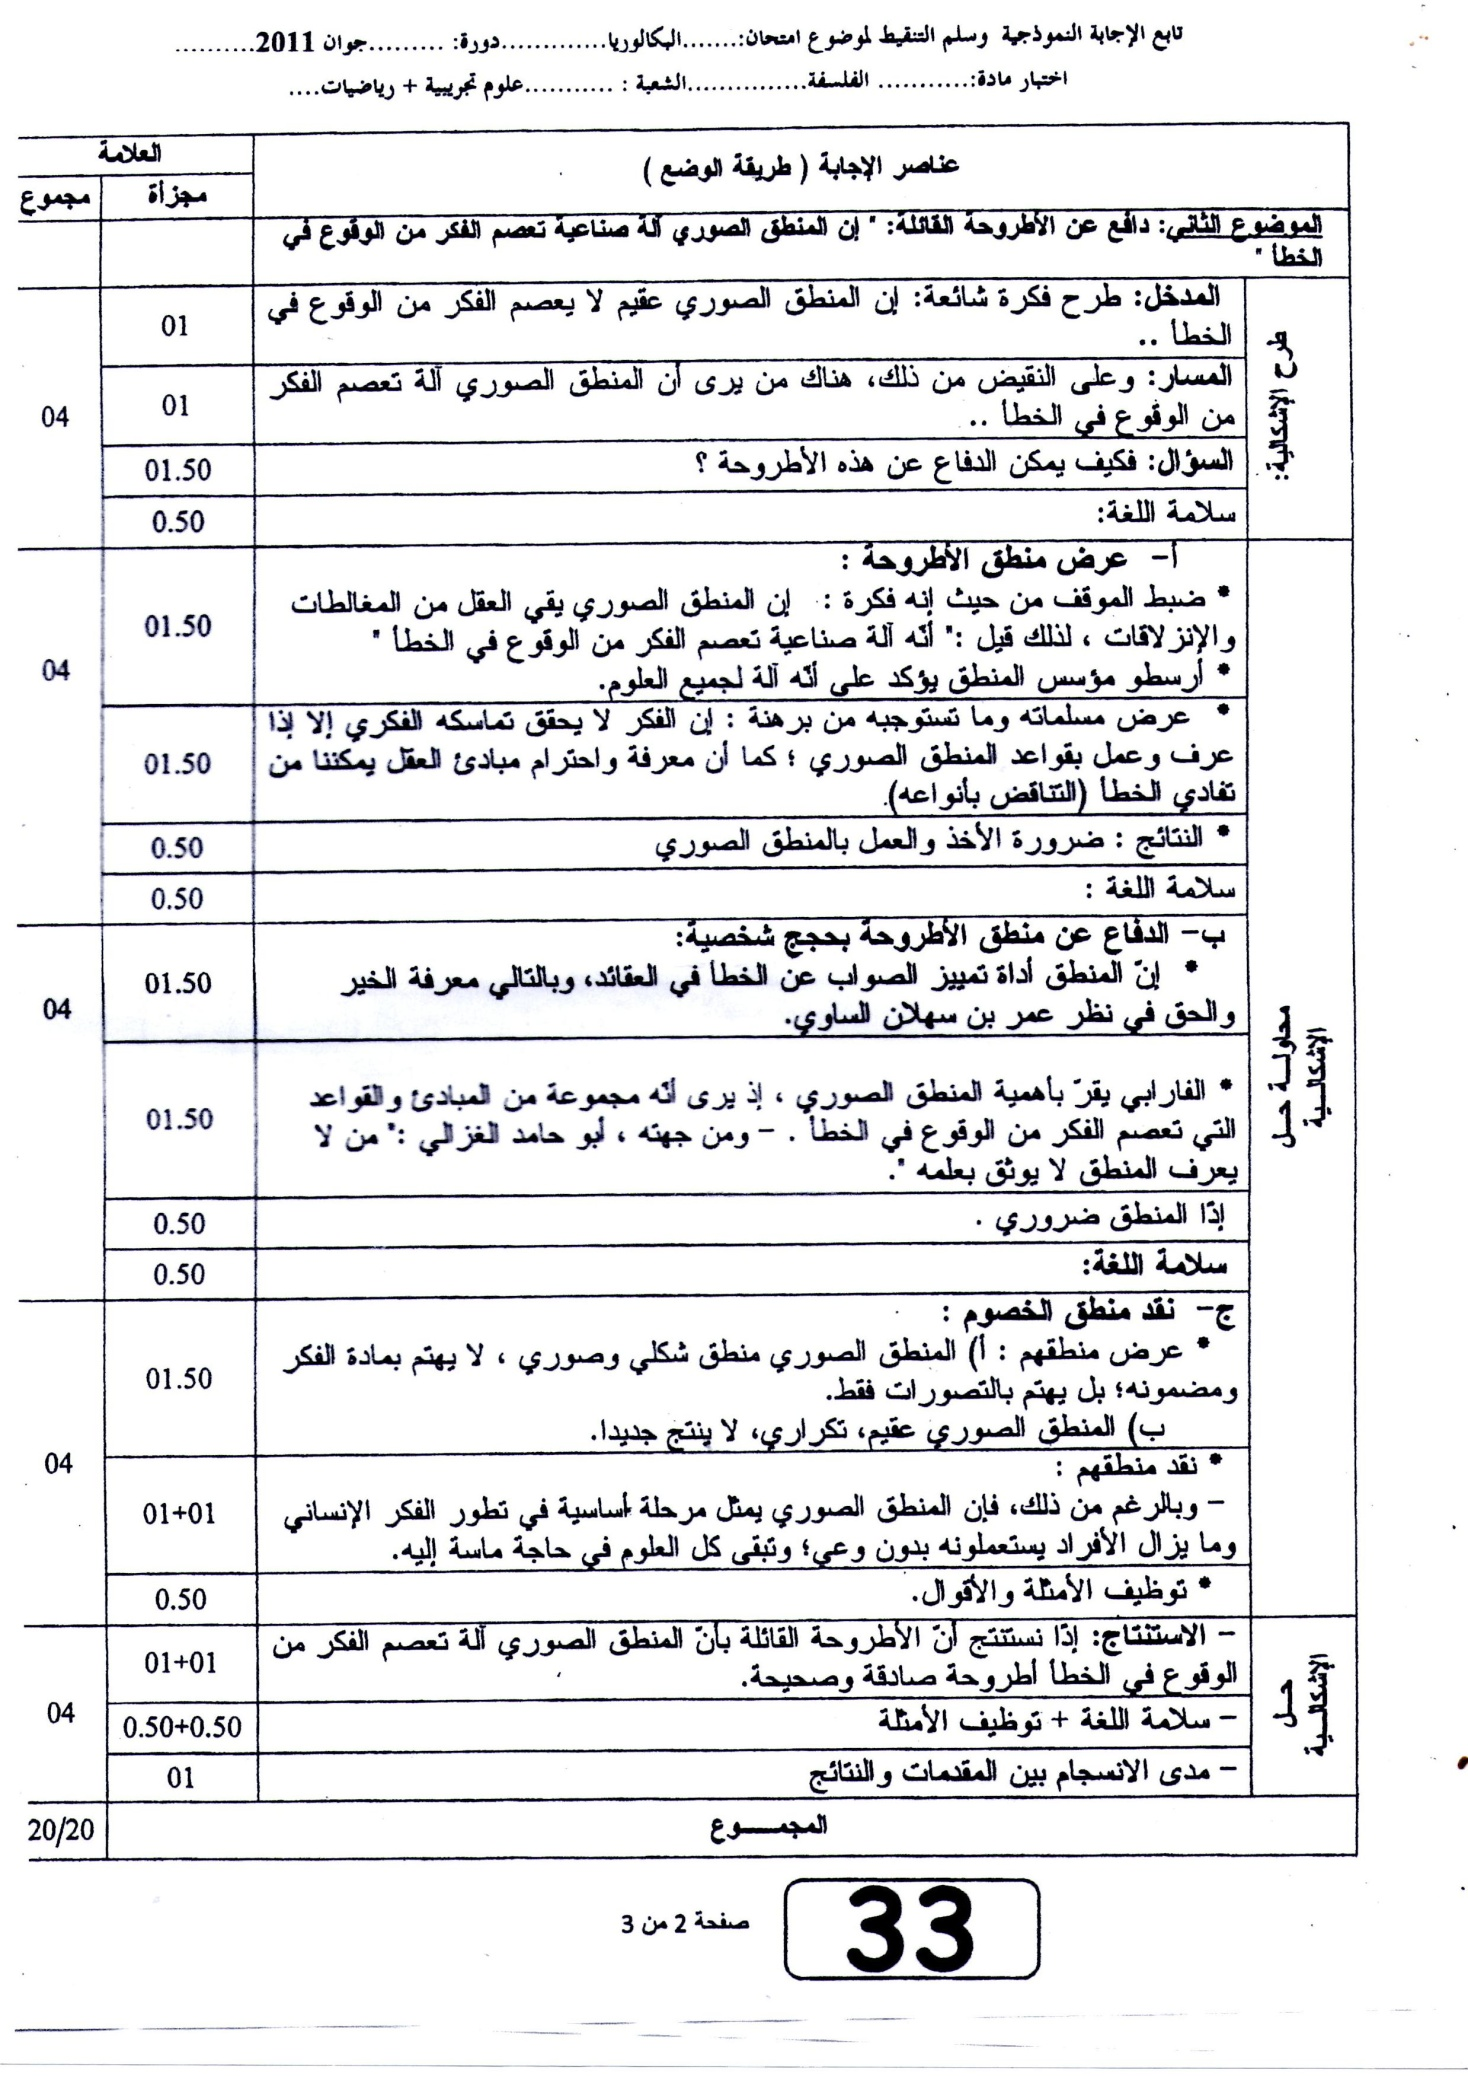 تابع الإجابة النموذجية وسلم التنقيط لموضوع امتحان:.......البكالوريا.............دورة: .........جوان 2011..........
اختبار مادة:........... الفلسفة...............الشعبة : ...........علوم تجريبية + رياضيات....
عناصر الإجابة ( طريقة الوضع )
العلامة
مجزأة
مجموع
الموضوع الثاني: دافع عن الأطروحة القائلة: " إن المنطق الصوري آلة صناعية تعصم الفكر من الوقوع في
الخطأ "
طرح الإشكالية:
المدخل: طرح فكرة شائعة: إن المنطق الصوري عقيم لا يعصم الفكر من الوقوع في
الخطأ ..
01
المسار: وعلى النقيض من ذلك، هناك من يرى أن المنطق الصوري آلة تعصم الفكر
من الوقوع في الخطأ ..
01
04
السؤال: فكيف يمكن الدفاع عن هذه الأطروحة ؟
01.50
سلامة اللغة:
0.50
محاولة حل
الإشكالية
أ- عرض منطق الأطروحة :
* ضبط الموقف من حيث إنه فكرة : إن المنطق الصوري يقي العقل من المغالطات
والإنزلاقات ، لذلك قيل :" أنّه آلة صناعية تعصم الفكر من الوقوع في الخطأ "
* أرسطو مؤسس المنطق يؤكد على أنّه آلة لجميع العلوم.
01.50
04
* عرض مسلماته وما تستوجبه من برهنة : إن الفكر لا يحقق تماسكه الفكري إلا إذا
عرف وعمل بقواعد المنطق الصوري ؛ كما أن معرفة واحترام مبادئ العقل يمكننا من
تفادي الخطأ (التناقض بأنواعه).
01.50
* النتائج : ضرورة الأخذ والعمل بالمنطق الصوري
0.50
سلامة اللغة :
0.50
ب- الدفاع عن منطق الأطروحة بحجج شخصية:
* إنّ المنطق أداة تمييز الصواب عن الخطأ في العقائد، وبالتالي معرفة الخير
والحق في نظر عمر بن سهلان الساوي.
01.50
04
* الفارابي يقرّ بأهمية المنطق الصوري ، إذ يرى أنّه مجموعة من المبادئ والقواعد
التي تعصم الفكر من الوقوع في الخطأ . - ومن جهته ، أبو حامد الغزالي :" من لا
يعرف المنطق لا يوثق بعلمه ".
01.50
إذا المنطق ضروري .
0.50
سلامة اللغة:
0.50
ج- نقد منطق الخصوم :
* عرض منطقهم : أ) المنطق الصوري منطق شكلي وصوري ، لا يهتم بمادة الفكر
ومضمونه؛ بل يهتم بالتصورات فقط.
ب) المنطق الصوري عقيم، تكراري، لا ينتج جديدا.
01.50
04
* نقد منطقهم :
- وبالرغم من ذلك، فإن المنطق الصوري يمثل مرحلة أساسية في تطور الفكر الإنساني
وما يزال الأفراد يستعملونه بدون وعي؛ وتبقى كل العلوم في حاجة ماسة إليه.
01+01
* توظيف الأمثلة والأقوال.
0.50
حل
الإشكالية
- الاستنتاج: إذا نستنتج أنّ الأطروحة القائلة بأنّ المنطق الصوري آلة تعصم الفكر من
الوقوع في الخطأ أطروحة صادقة وصحيحة.
01+01
04
- سلامة اللغة + توظيف الأمثلة
0.50+0.50
- مدى الانسجام بين المقدمات والنتائج
01
المجموع
20/20
صفحة 2 من 3
33